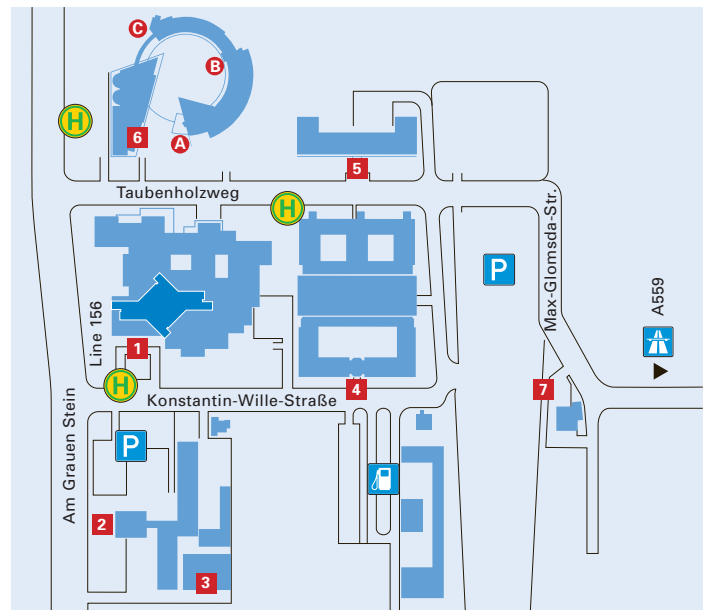 C
B
H
6
A
5
Taubenholzweg
H
Max-Glomsda-Str.
P
A559
Line 156
1
H
4
7
Konstantin-Wille-Straße
Am Grauen Stein
P
2
3